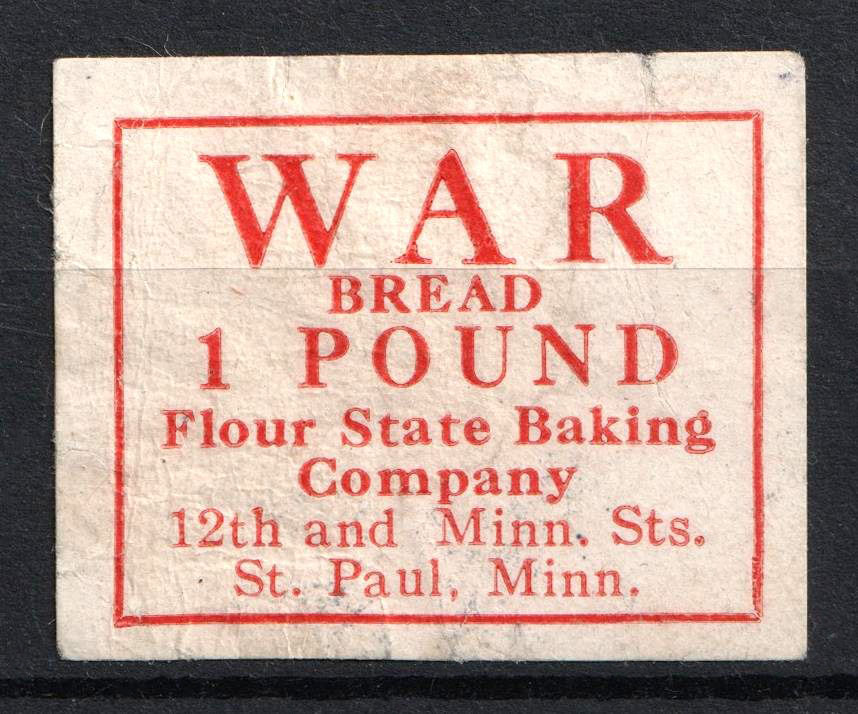 WAR
BREAD
1 POUND
Flour State Baking
Company
12th and Minn. Sts.
St. Paul, Minn.